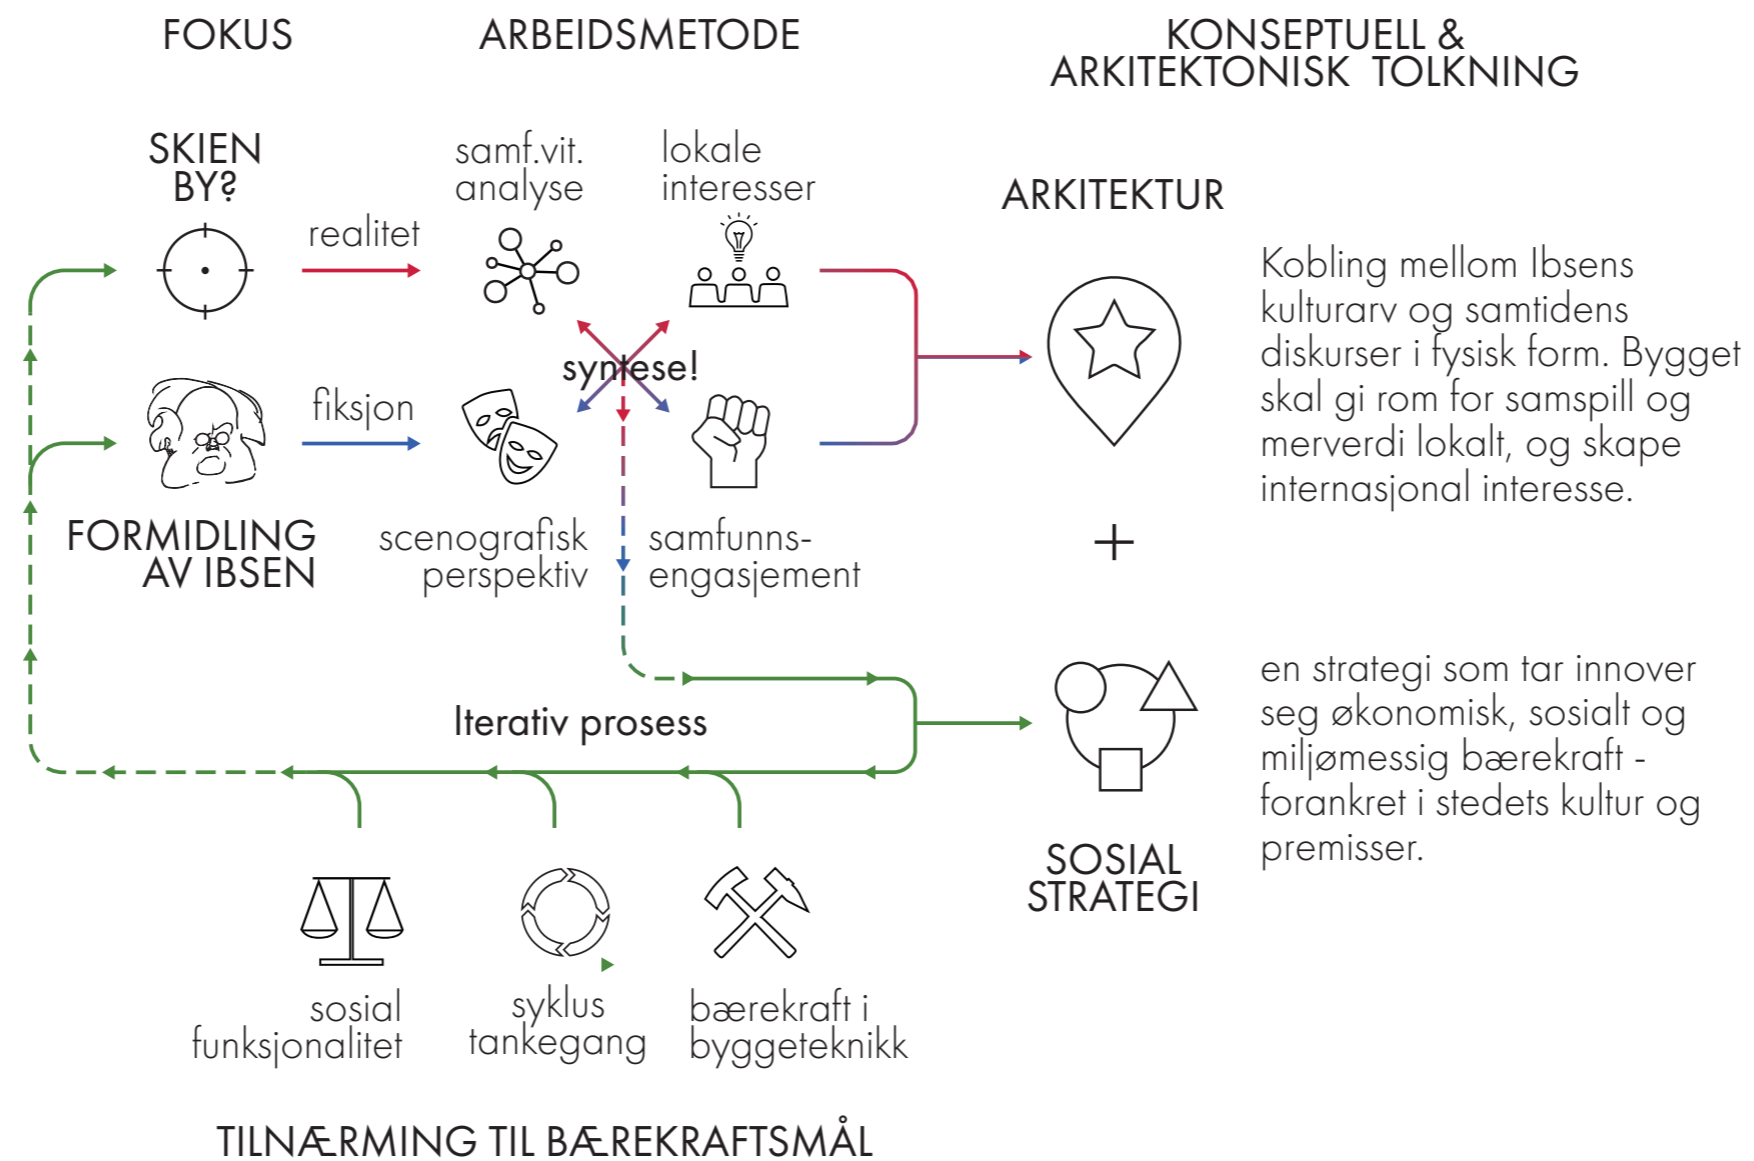 FOKUS
ARBEIDSMETODE
KONSEPTUELL &
ARKITEKTONISK TOLKNING
SKIEN
BY?
realitet
samf.vit.
analyse
lokale
interesser
ARKITEKTUR
Kobling mellom Ibsens
kulturarv og samtidens
diskurser i fysisk form. Bygget
skal gi rom for samspill og
merverdi lokalt, og skape
internasjonal interesse.
syntese!
fiksjon
FORMIDLING
AV IBSEN
scenografisk
perspektiv
samfunns-
engasjement
+
Iterativ prosess
en strategi som tar innover
seg økonomisk, sosialt og
miljømessig bærekraft -
forankret i stedets kultur og
premisser.
SOSIAL
STRATEGI
sosial
funksjonalitet
syklus
tankegang
bærekraft i
byggeteknikk
TILNÆRMING TIL BÆREKRAFTSMÅL